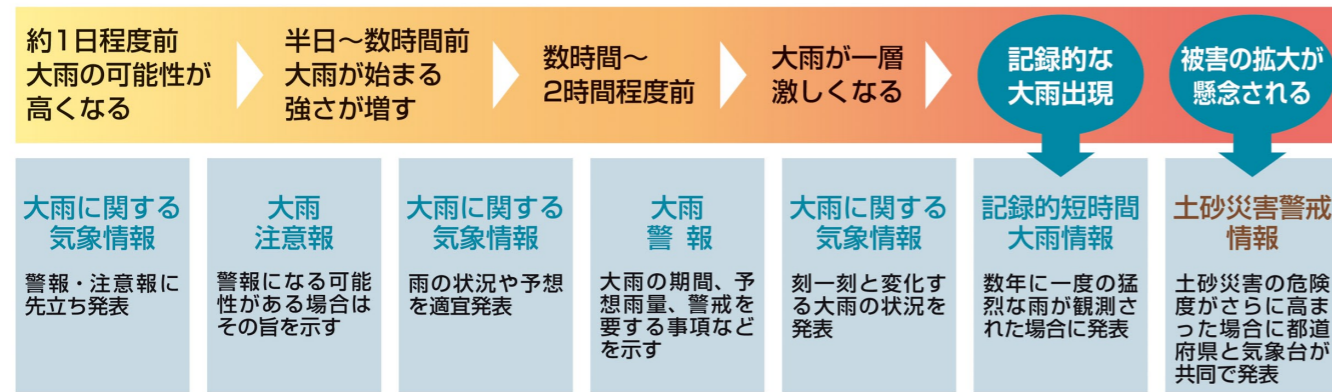 約1日程度前
大雨の可能性が
高くなる
半日～数時間前
大雨が始まる
強さが増す
数時間～
2時間程度前
大雨が一層
激しくなる
記録的な
大雨出現
被害の拡大が
懸念される
大雨に関する
気象情報
警報・注意報に
先立ち発表
大雨
注意報
警報になる可能
性がある場合は
その旨を示す
大雨に関する
気象情報
雨の状況や予想
を適宜発表
大雨
警 報
大雨の期間、予
想雨量、警戒を
要する事項など
を示す
大雨に関する
気象情報
刻一刻と変化す
る大雨の状況を
発表
記録的短時間
大雨情報
数年に一度の猛
烈な雨が観測さ
れた場合に発表
土砂災害警戒
情報
土砂災害の危険
度がさらに高ま
った場合に都道
府県と気象台が
共同で発表